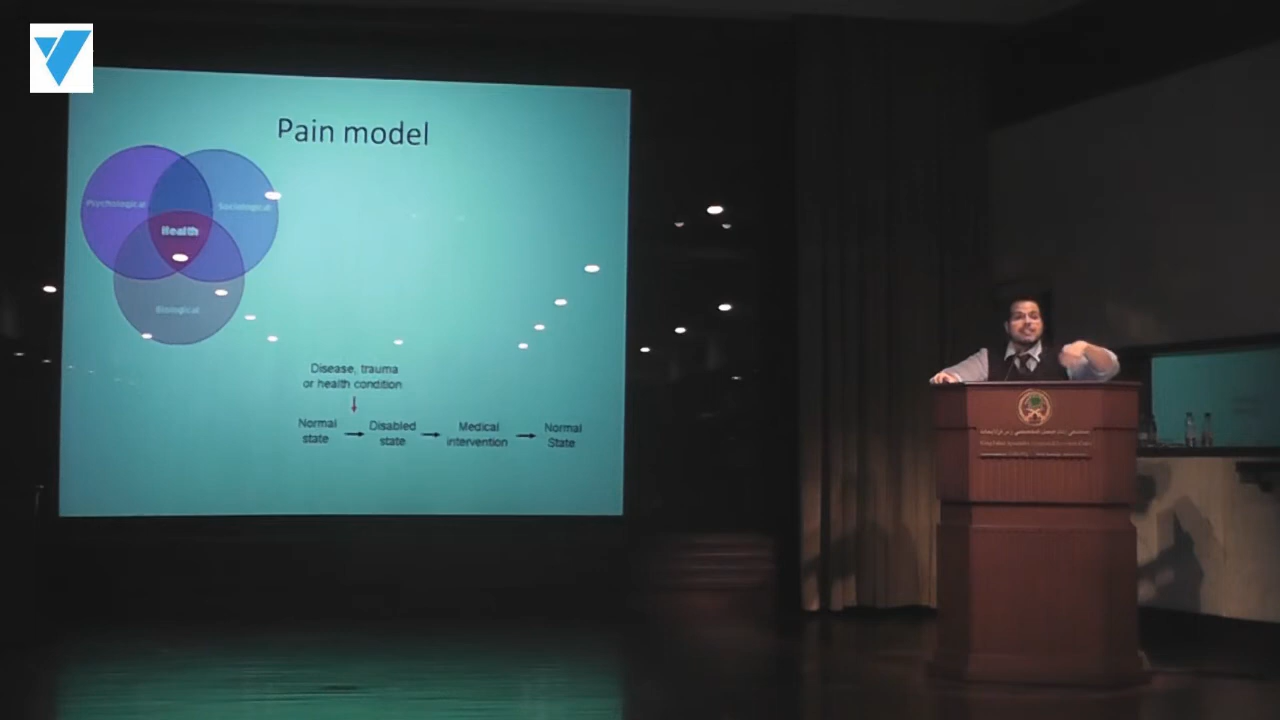 Pain model
Psychological
Sociological
Health
Biological
Disease, trauma
or health condition
Normal
state
Disabled
state
Medical
intervention
Normal
State